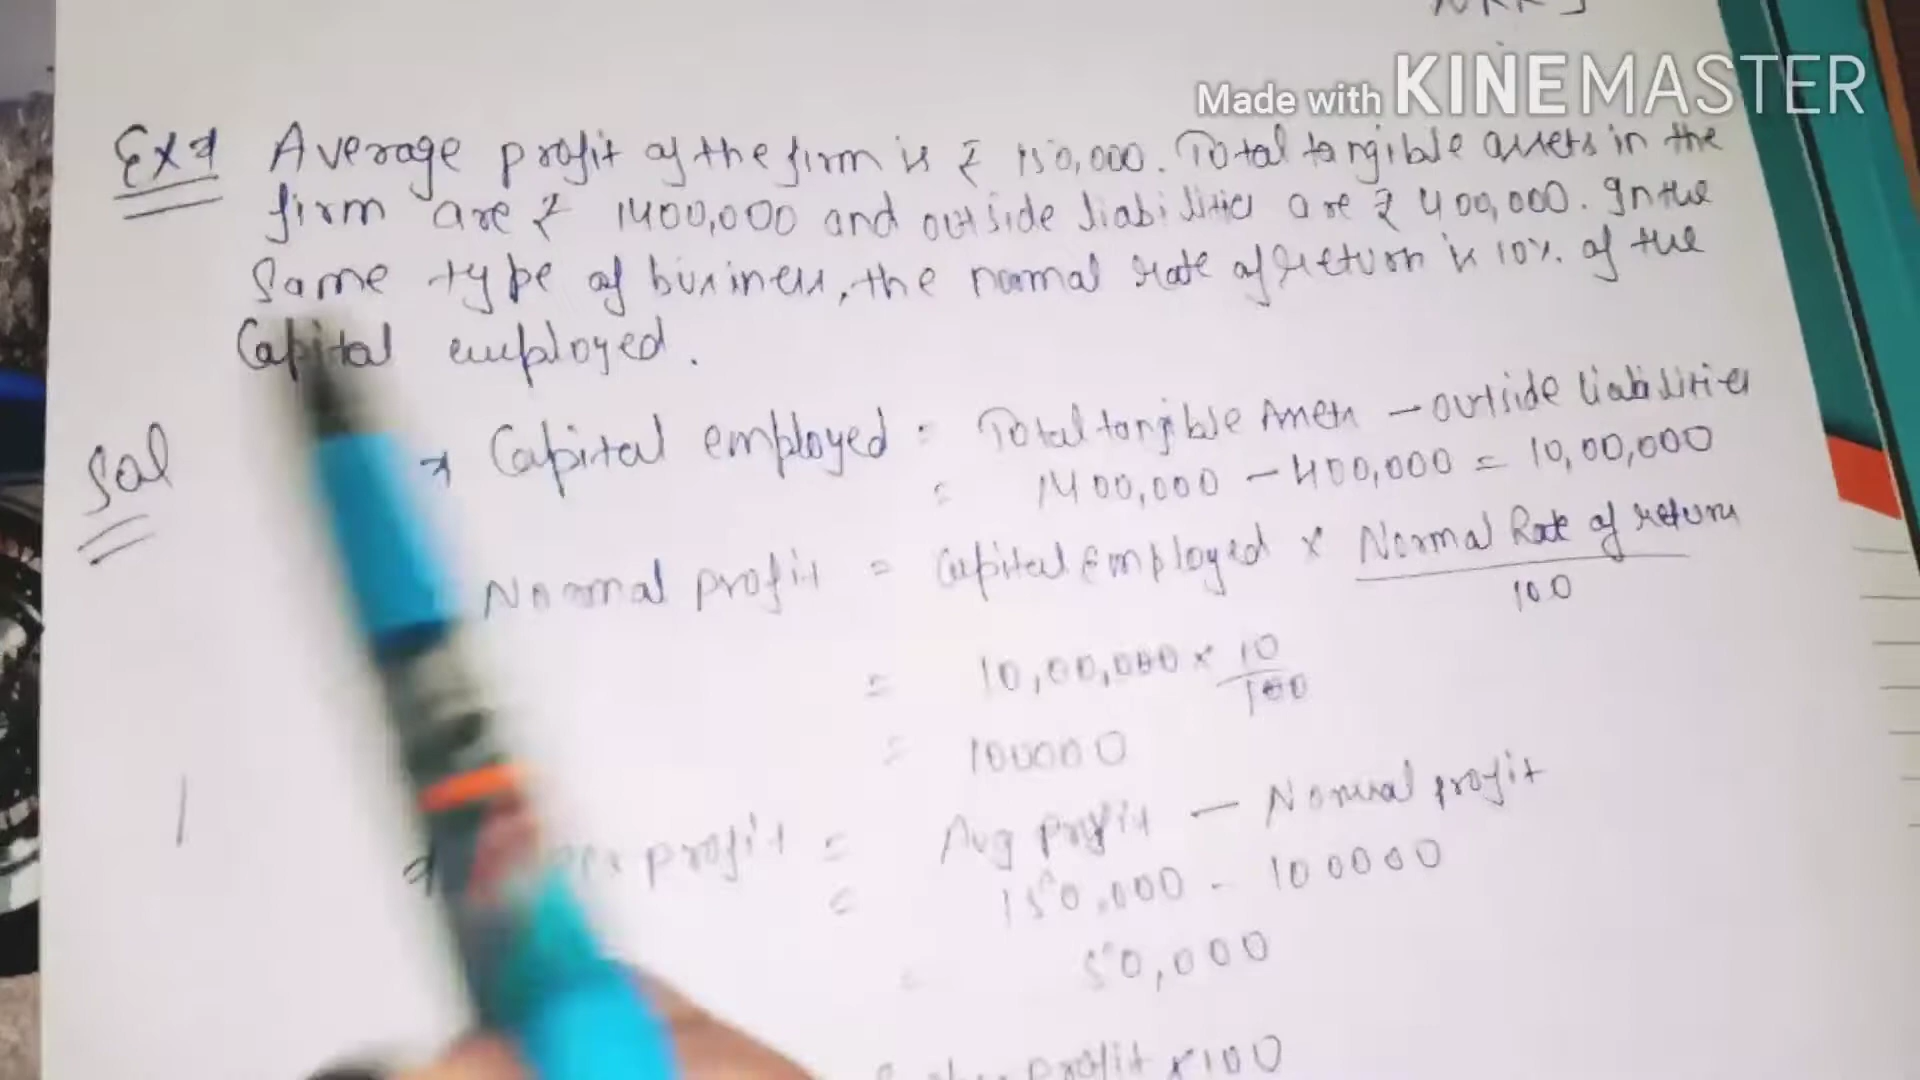 Made with KINEMASTER
Ex Average profit of the firm is ₹ 150,000. Total tangible assets in the
firm are ₹ 1400,000 and outside liabilities are ₹ 400,000. In the
Same type of business, the normal rate of return is 10% of the
Capital employed.
Sol
Capital employed = Total tangible Assets - outside liabilities
= 1400,000 - 400,000 = 10,00,000
Normal profit = Capital Employed × Normal Rate of return
100
= 10,00,000 × 10
100
= 100000
profit = Avg profit - Normal profit
= 150,000 - 100000
= 50,000
profit ×100